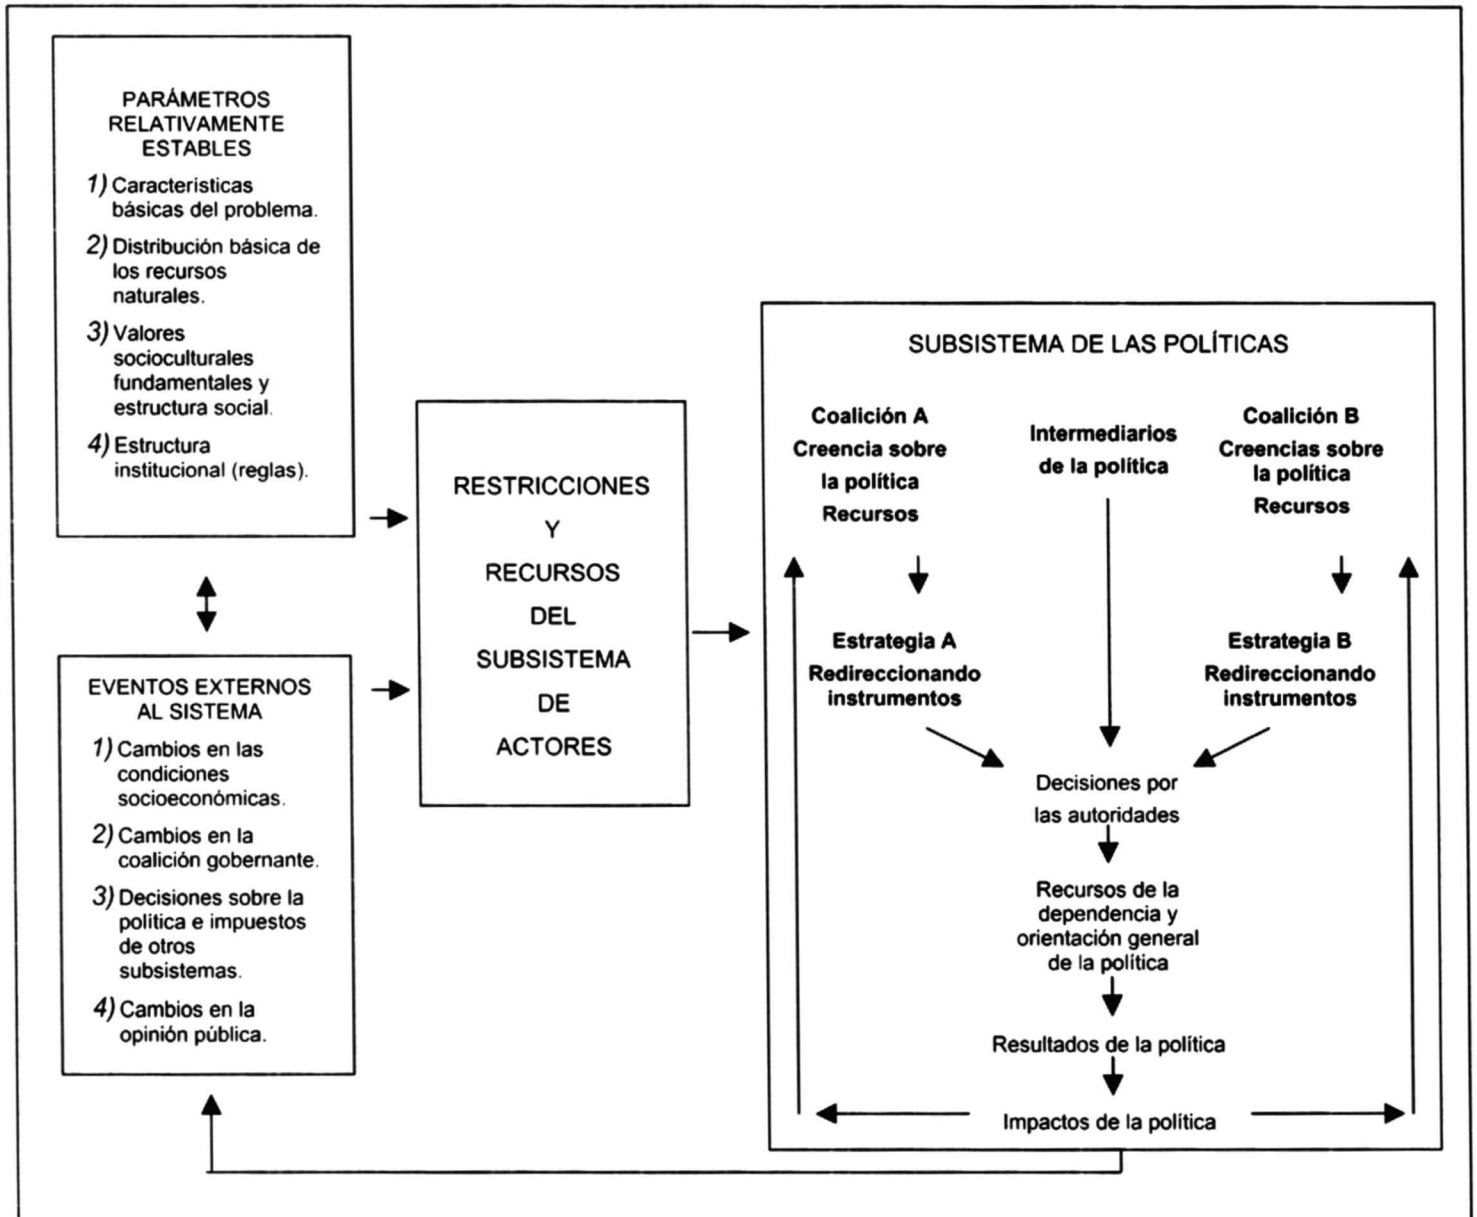 PARÁMETROS
RELATIVAMENTE
ESTABLES
1) Características
básicas del problema.
2) Distribución básica de
los recursos
naturales.
3) Valores
socioculturales
fundamentales y
estructura social.
4) Estructura
institucional (reglas).
EVENTOS EXTERNOS
AL SISTEMA
1) Cambios en las
condiciones
socioeconómicas.
2) Cambios en la
coalición gobernante.
3) Decisiones sobre la
política e impuestos
de otros
subsistemas.
4) Cambios en la
opinión pública.
RESTRICCIONES
Y
RECURSOS
DEL
SUBSISTEMA
DE
ACTORES
SUBSISTEMA DE LAS POLÍTICAS
Coalición A
Creencia sobre
la política
Recursos
Intermediarios
de la política
Coalición B
Creencias sobre
la política
Recursos
Estrategia A
Redireccionando
instrumentos
Estrategia B
Redireccionando
instrumentos
Decisiones por
las autoridades
Recursos de la
dependencia y
orientación general
de la política
Resultados de la política
Impactos de la política